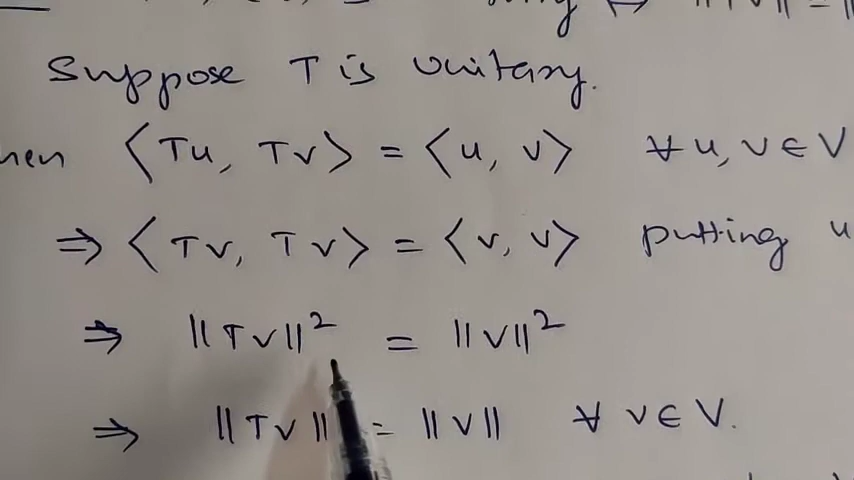 Suppose T is Unitary.
⟨Tu, Tv⟩ = ⟨u, v⟩ ∀ u, v ∈ V
⇒ ⟨Tv, Tv⟩ = ⟨v, v⟩ putting u
⇒ ||Tv||² = ||v||²
⇒ ||Tv|| = ||v|| ∀ v ∈ V.